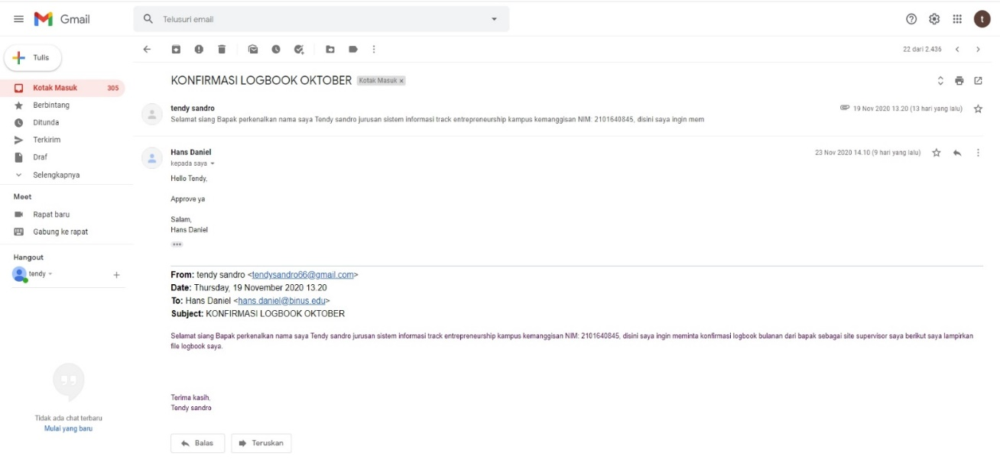 Gmail
Telusuri email
t
Tulis
22 dari 2.436
Kotak Masuk 305
Berbintang
Ditunda
Terkirim
Draf
Selengkapnya
Meet
Rapat baru
Gabung ke rapat
Hangout
tendy
Tidak ada chat terbaru
Mulai yang baru
KONFIRMASI LOGBOOK OKTOBER Kotak Masuk x
tendy sandro 19 Nov 2020 13.20 (13 hari yang lalu)
Selamat siang Bapak perkenalkan nama saya Tendy sandro jurusan sistem informasi track entrepreneurship kampus kemanggisan NIM: 2101640845, disini saya ingin mem
Hans Daniel 23 Nov 2020 14.10 (9 hari yang lalu)
kepada saya
Hello Tendy,
Approve ya
Salam,
Hans Daniel
From: tendy sandro <tendysandro66@gmail.com>
Date: Thursday, 19 November 2020 13.20
To: Hans Daniel <hans.daniel@binus.edu>
Subject: KONFIRMASI LOGBOOK OKTOBER
Selamat siang Bapak perkenalkan nama saya Tendy sandro jurusan sistem informasi track entrepreneurship kampus kemanggisan NIM: 2101640845, disini saya ingin meminta konfirmasi logbook bulanan dari bapak sebagai site supervisor saya berikut saya lampirkan
file logbook saya.
Terima kasih,
Tendy sandro
Balas
Teruskan